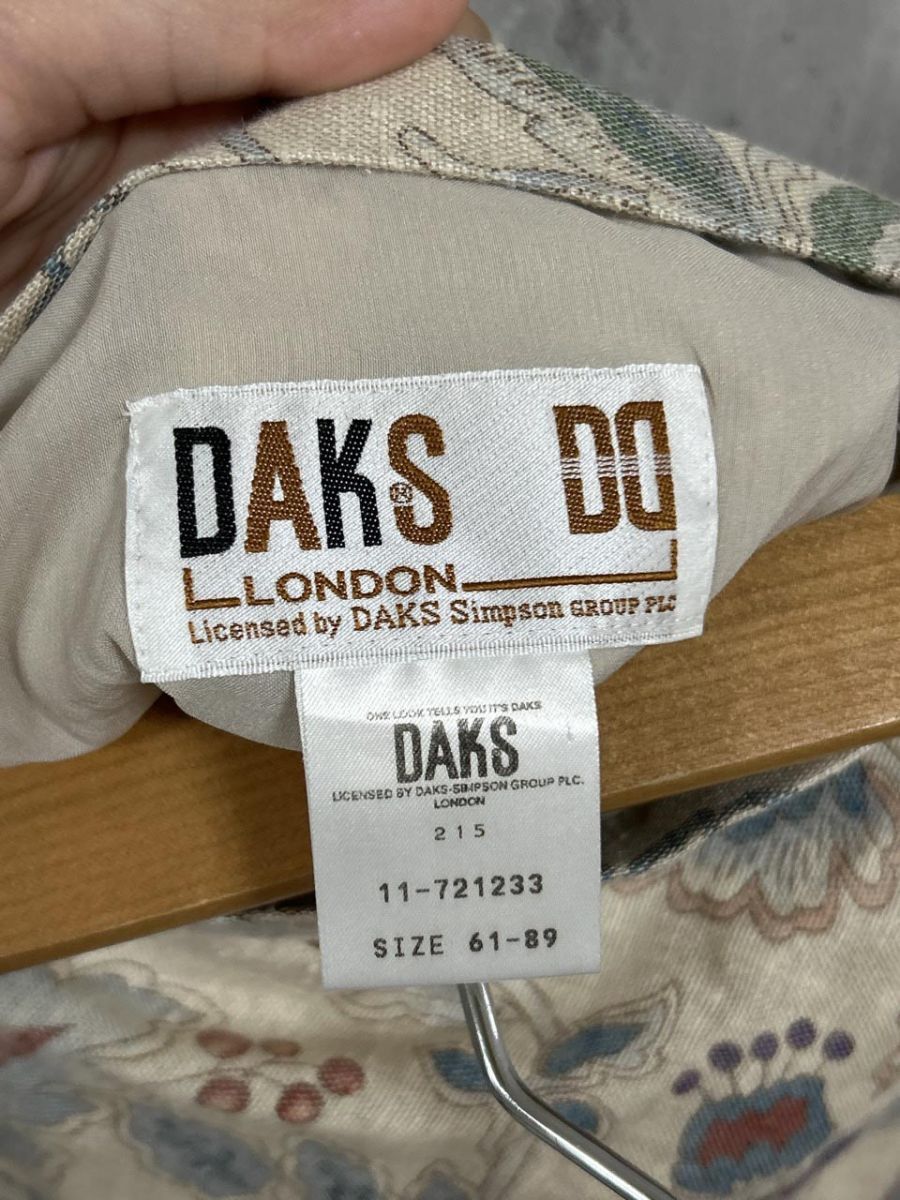 DAKS® DD
LONDON
Licensed by DAKS Simpson GROUP PLC
ONE LOOK TELLS YOU IT'S DAKS
DAKS
LICENSED BY DAKS-SIMPSON GROUP PLC.
LONDON
215
11-721233
SIZE 61-89